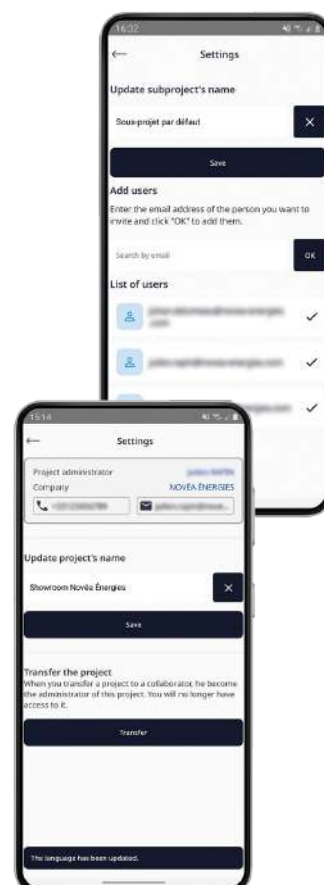 16:32
Settings
Update subproject's name
Sous-projet par défaut
Save
Add users
Enter the email address of the person you want to
invite and click "OK" to add them.
Search by email
OK
List of users
15:14
Settings
Project administrator
Company
NOVÉA ÉNERGIES
Update project's name
Showroom Novéa Énergies
Save
Transfer the project
When you transfer a project to a collaborator, he become
the administrator of this project. You will no longer have
access to it.
Transfer
The language has been updated.